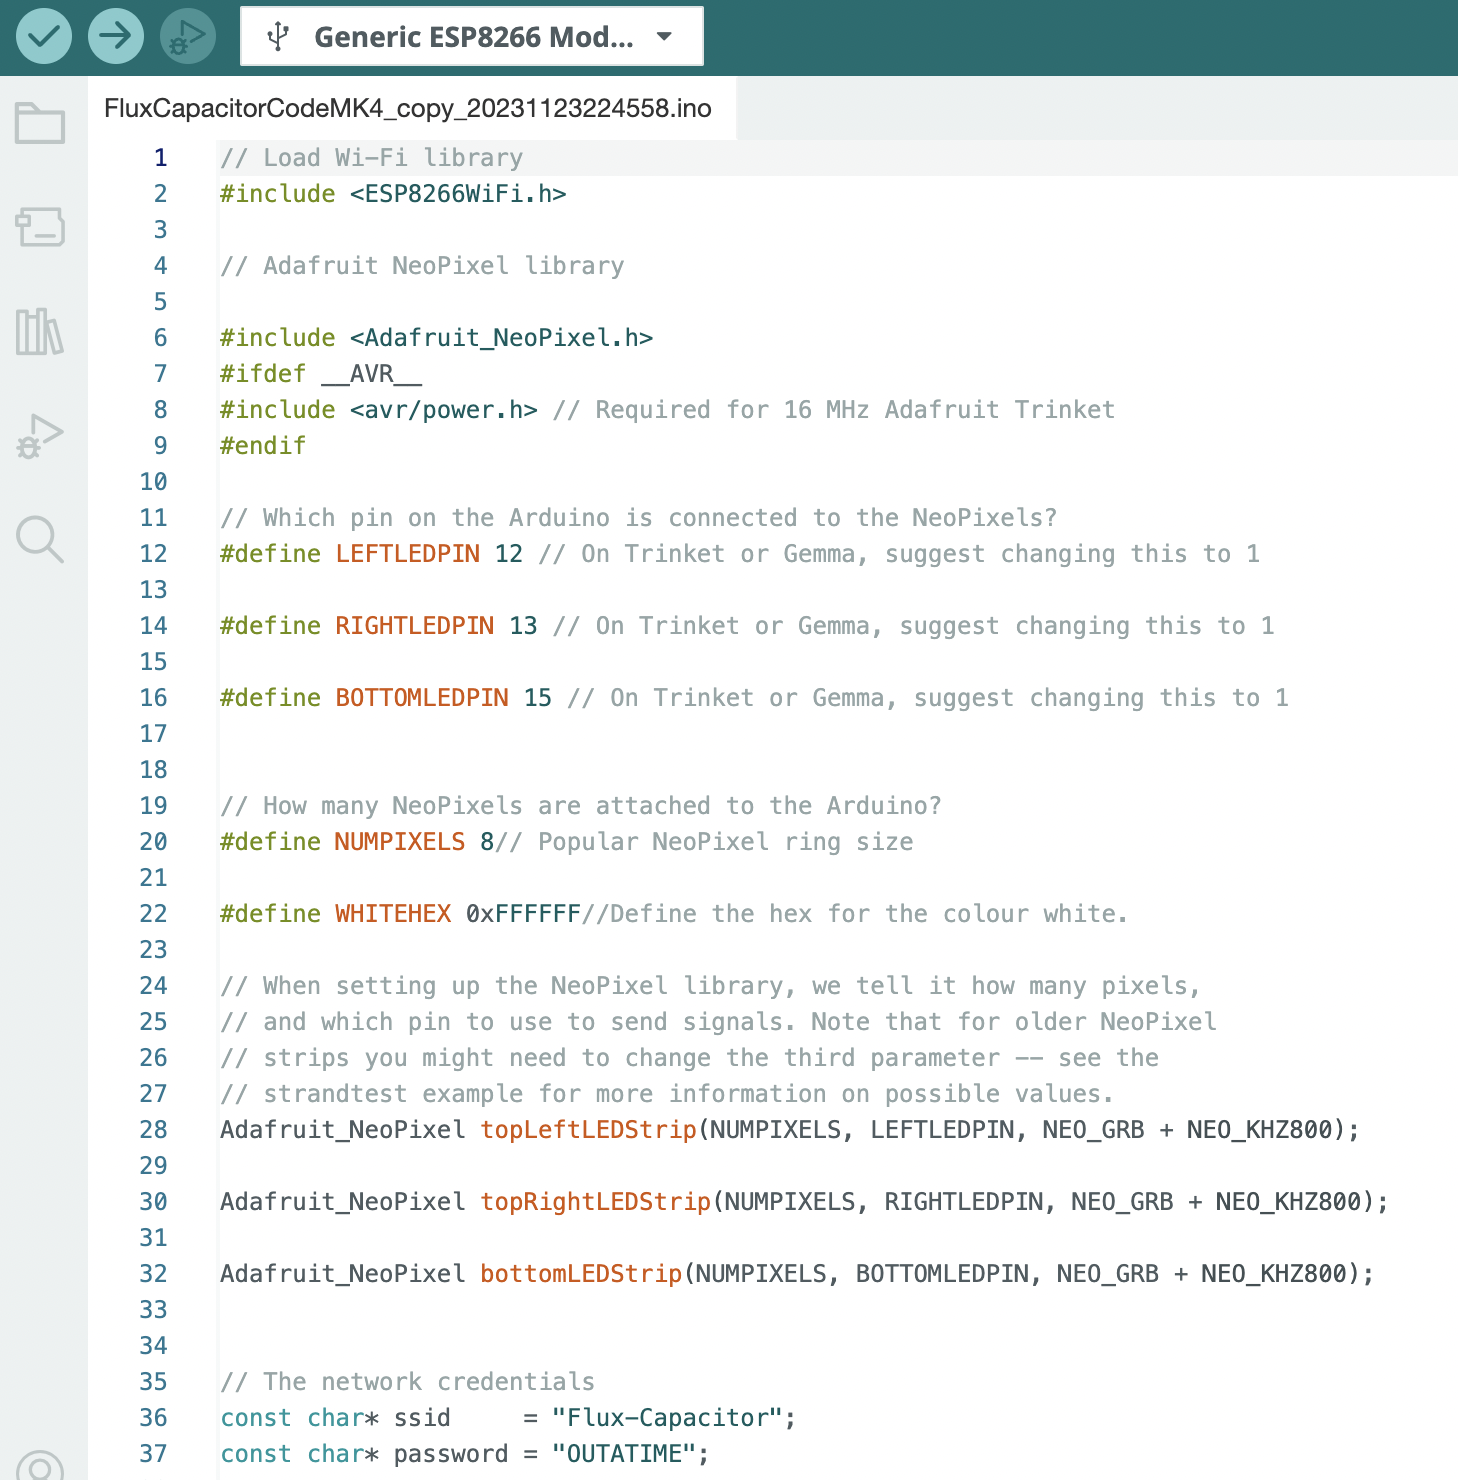 Generic ESP8266 Mod...
FluxCapacitorCodeMK4_copy_20231123224558.ino
1 // Load Wi-Fi library
2 #include <ESP8266WiFi.h>
3
4 // Adafruit NeoPixel library
5
6 #include <Adafruit_NeoPixel.h>
7 #ifdef __AVR__
8 #include <avr/power.h> // Required for 16 MHz Adafruit Trinket
9 #endif
10
11 // Which pin on the Arduino is connected to the NeoPixels?
12 #define LEFTLEDPIN 12 // On Trinket or Gemma, suggest changing this to 1
13
14 #define RIGHTLEDPIN 13 // On Trinket or Gemma, suggest changing this to 1
15
16 #define BOTTOMLEDPIN 15 // On Trinket or Gemma, suggest changing this to 1
17
18
19 // How many NeoPixels are attached to the Arduino?
20 #define NUMPIXELS 8// Popular NeoPixel ring size
21
22 #define WHITEHEX 0xFFFFFF//Define the hex for the colour white.
23
24 // When setting up the NeoPixel library, we tell it how many pixels,
25 // and which pin to use to send signals. Note that for older NeoPixel
26 // strips you might need to change the third parameter -- see the
27 // strandtest example for more information on possible values.
28 Adafruit_NeoPixel topLeftLEDStrip(NUMPIXELS, LEFTLEDPIN, NEO_GRB + NEO_KHZ800);
29
30 Adafruit_NeoPixel topRightLEDStrip(NUMPIXELS, RIGHTLEDPIN, NEO_GRB + NEO_KHZ800);
31
32 Adafruit_NeoPixel bottomLEDStrip(NUMPIXELS, BOTTOMLEDPIN, NEO_GRB + NEO_KHZ800);
33
34
35 // The network credentials
36 const char* ssid     = "Flux-Capacitor";
37 const char* password = "OUTATIME";